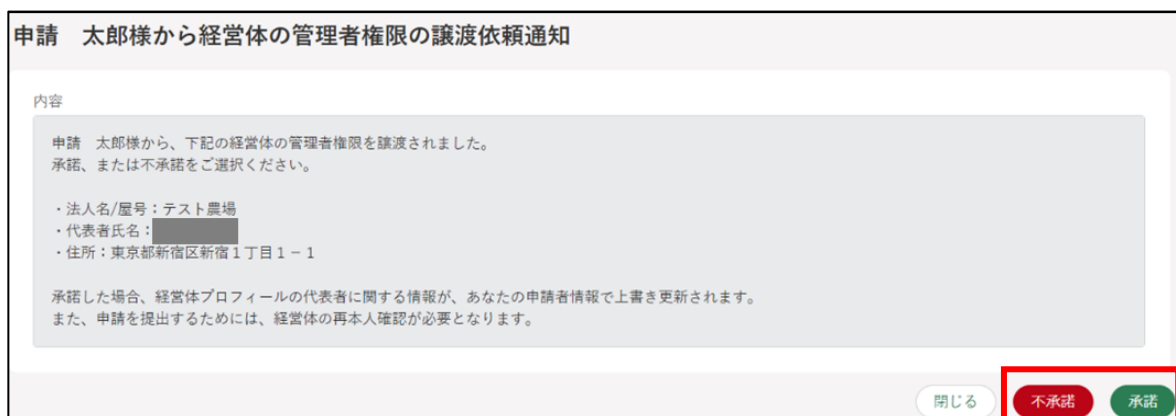 申請　太郎様から経営体の管理者権限の譲渡依頼通知
内容
申請　太郎様から、下記の経営体の管理者権限を譲渡されました。
承諾、または不承諾をご選択ください。
・法人名/屋号：テスト農場
・代表者氏名：
・住所：東京都新宿区新宿１丁目１－１
承諾した場合、経営体プロフィールの代表者に関する情報が、あなたの申請者情報で上書き更新されます。
また、申請を提出するためには、経営体の再本人確認が必要となります。
閉じる　不承諾　承諾